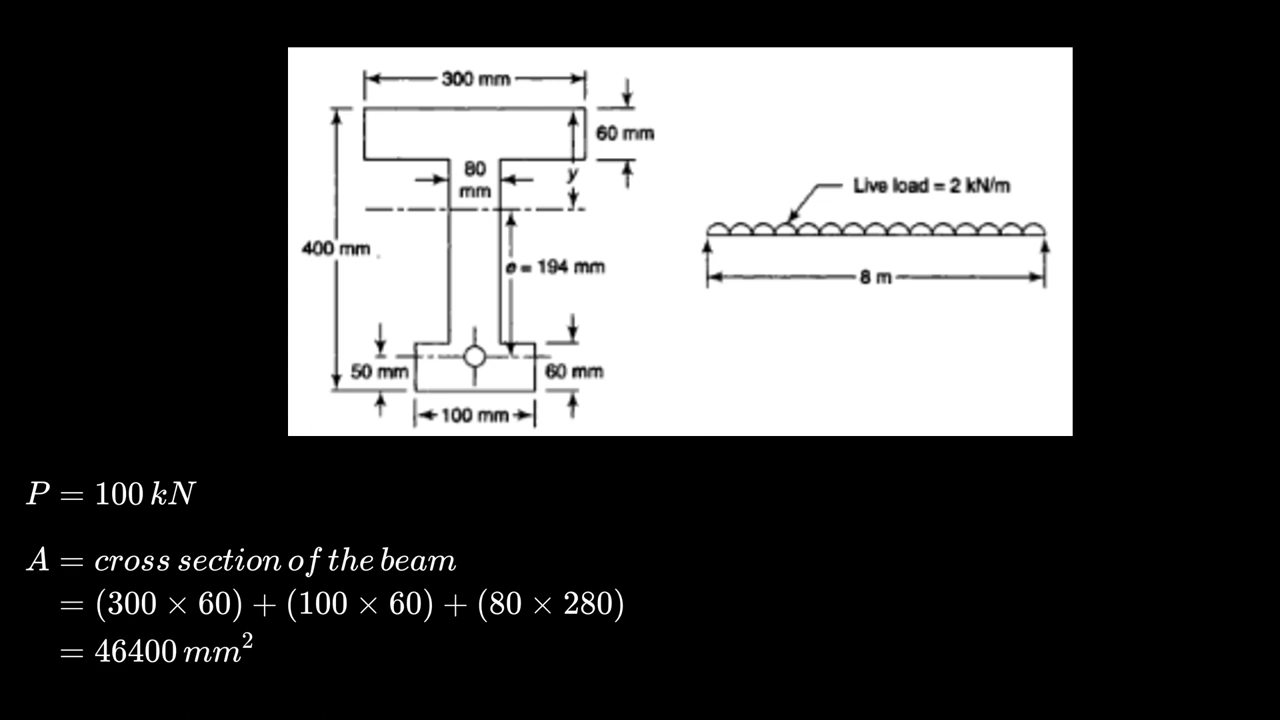 300 mm
60 mm
80
mm
y
Live load = 2 kN/m
400 mm
e = 194 mm
8 m
50 mm
60 mm
100 mm
P = 100 kN
A = cross section of the beam
= (300 × 60) + (100 × 60) + (80 × 280)
= 46400 mm²